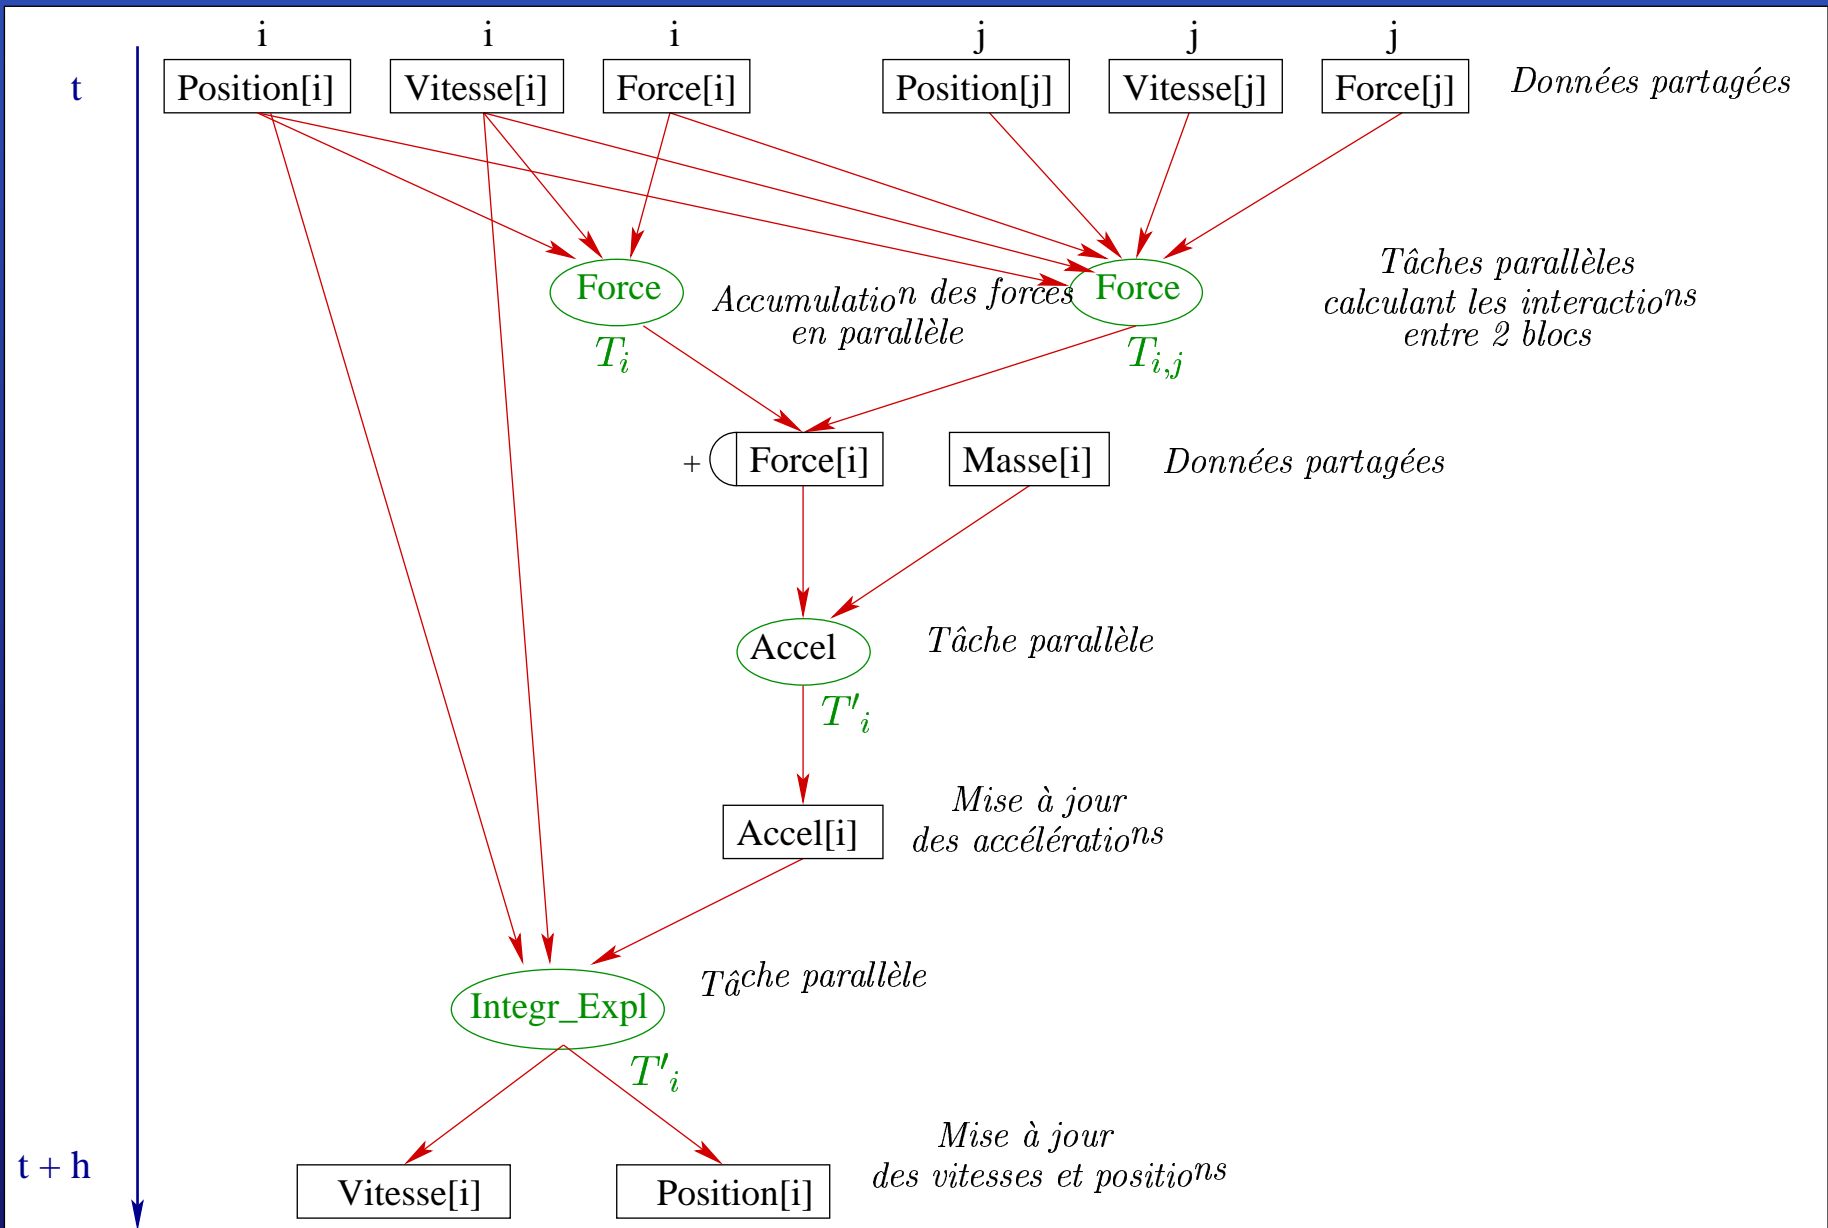 i i i j j j
t Position[i] Vitesse[i] Force[i] Position[j] Vitesse[j] Force[j] Données partagées
Force Force
T_i T_{i,j}
Accumulation des forces
en parallèle
Tâches parallèles
calculant les interactions
entre 2 blocs
+ Force[i] Masse[i] Données partagées
Accel Tâche parallèle
T'_i
Accel[i]
Mise à jour
des accélérations
Integr_Expl Tâche parallèle
T'_i
Mise à jour
des vitesses et positions
t + h Vitesse[i] Position[i]